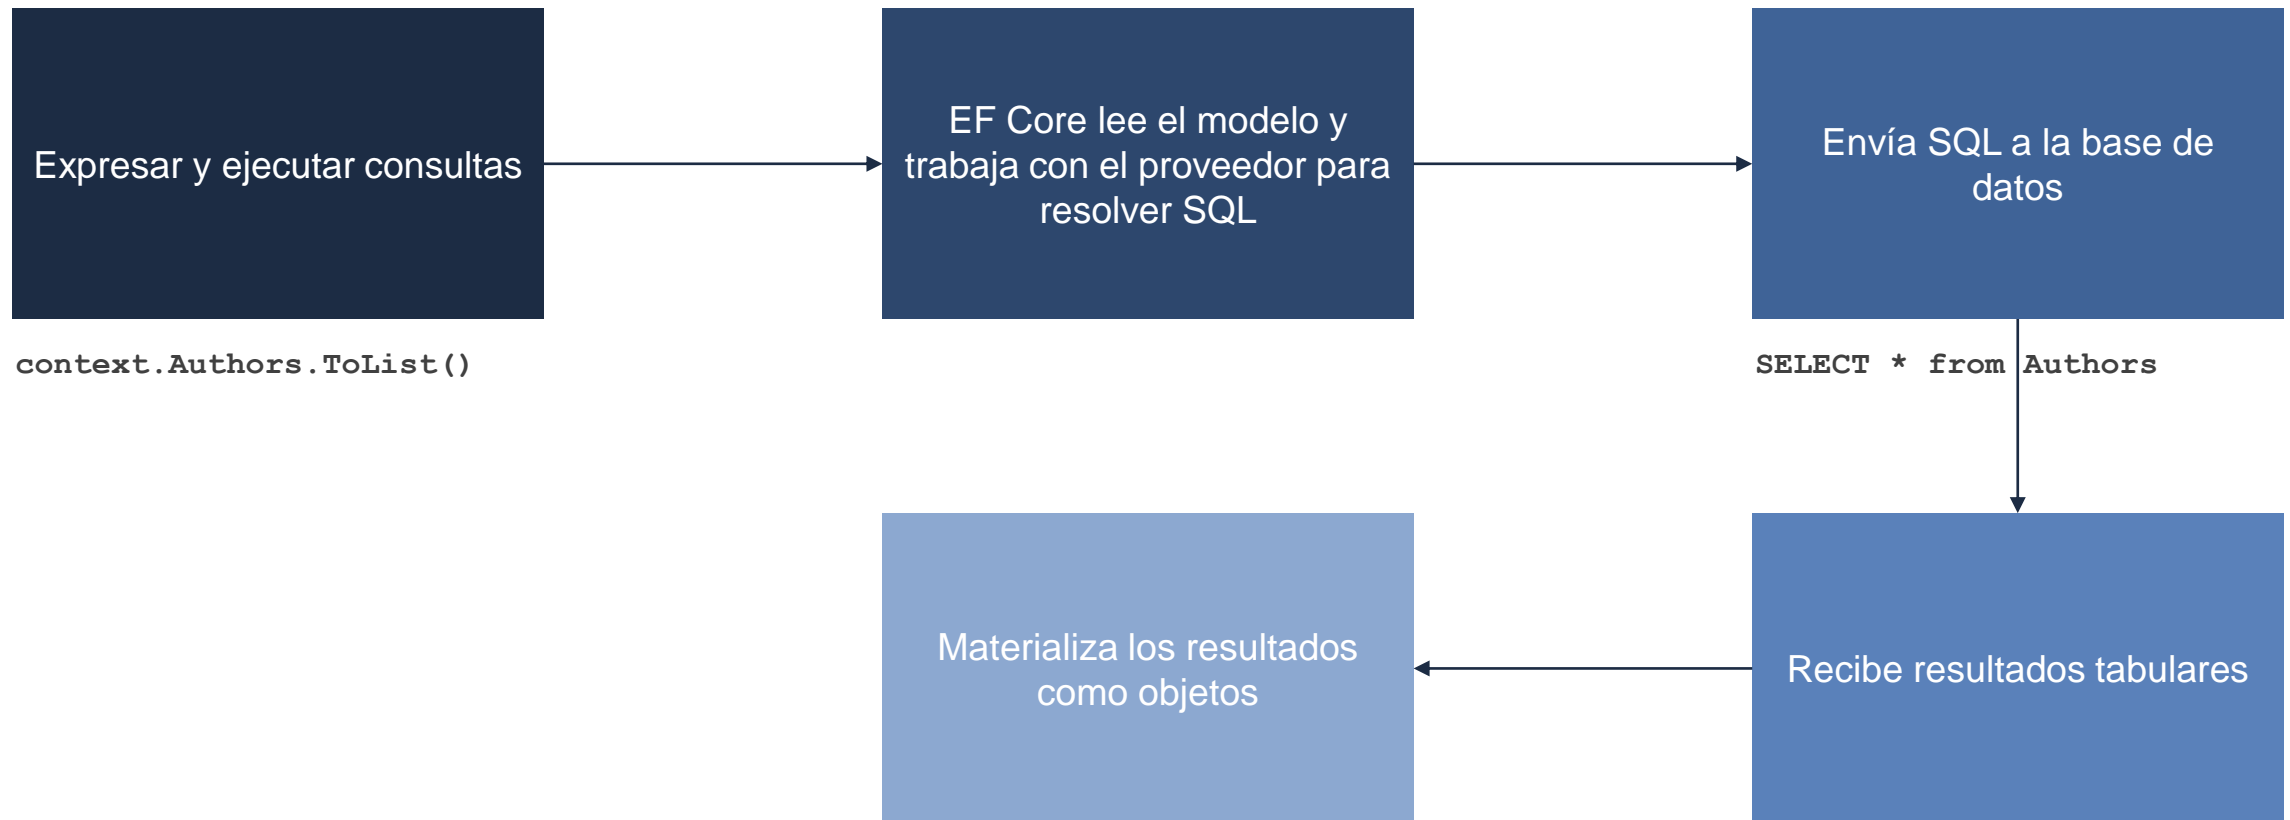 Expresar y ejecutar consultas
EF Core lee el modelo y
trabaja con el proveedor para
resolver SQL
Envía SQL a la base de
datos
context.Authors.ToList()
SELECT * from Authors
Materializa los resultados
como objetos
Recibe resultados tabulares